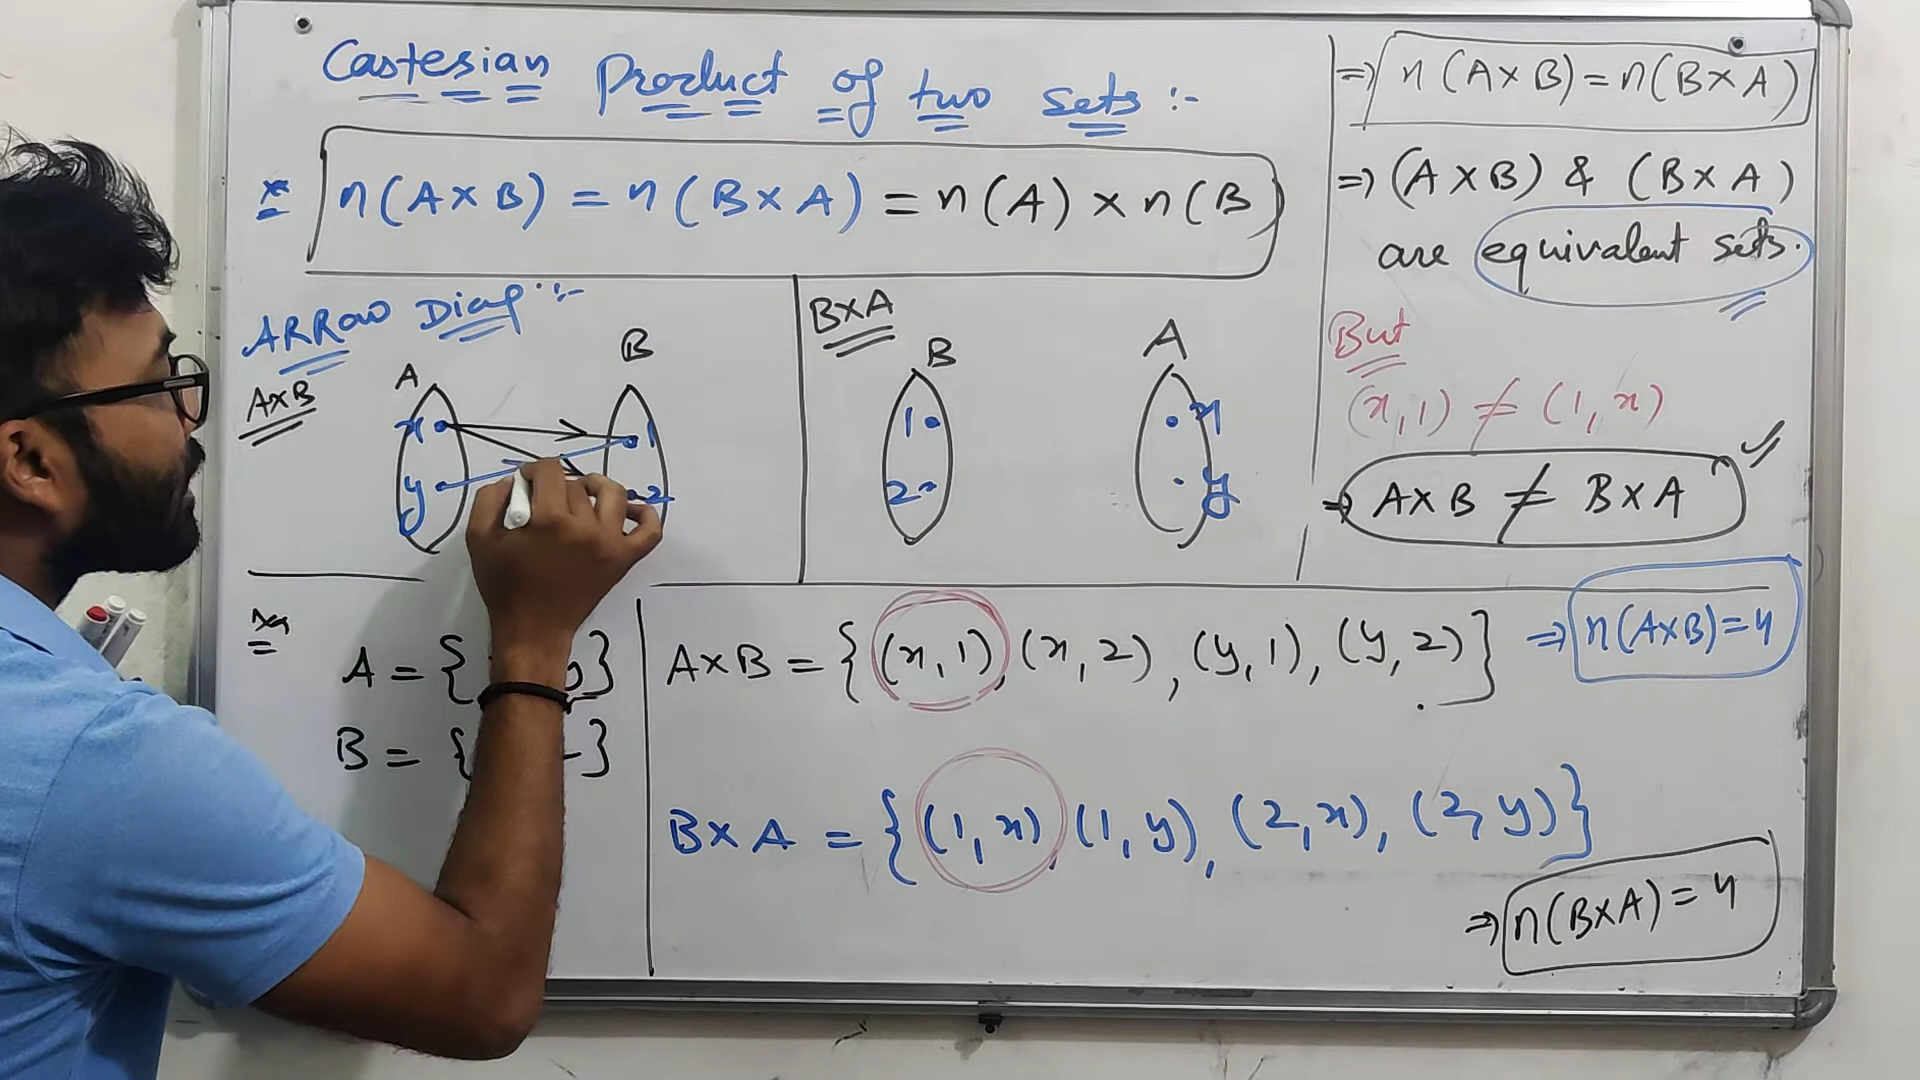 Cartesian Product of two sets :-
* n(A×B) = n(B×A) = n(A) × n(B)
ARRow Diag :-
A×B
A
B
x
1
y
2
B×A
B
A
1
x
2
y
⇒ n(A×B) = n(B×A)
⇒ (A×B) & (B×A)
are equivalent sets.
But
(x,1) ≠ (1,x)
⇒ A×B ≠ B×A
A = { y}
B = { }
A×B = {(x,1), (x,2), (y,1), (y,2)}
⇒ n(A×B) = 4
B×A = {(1,x), (1,y), (2,x), (2,y)}
⇒ n(B×A) = 4